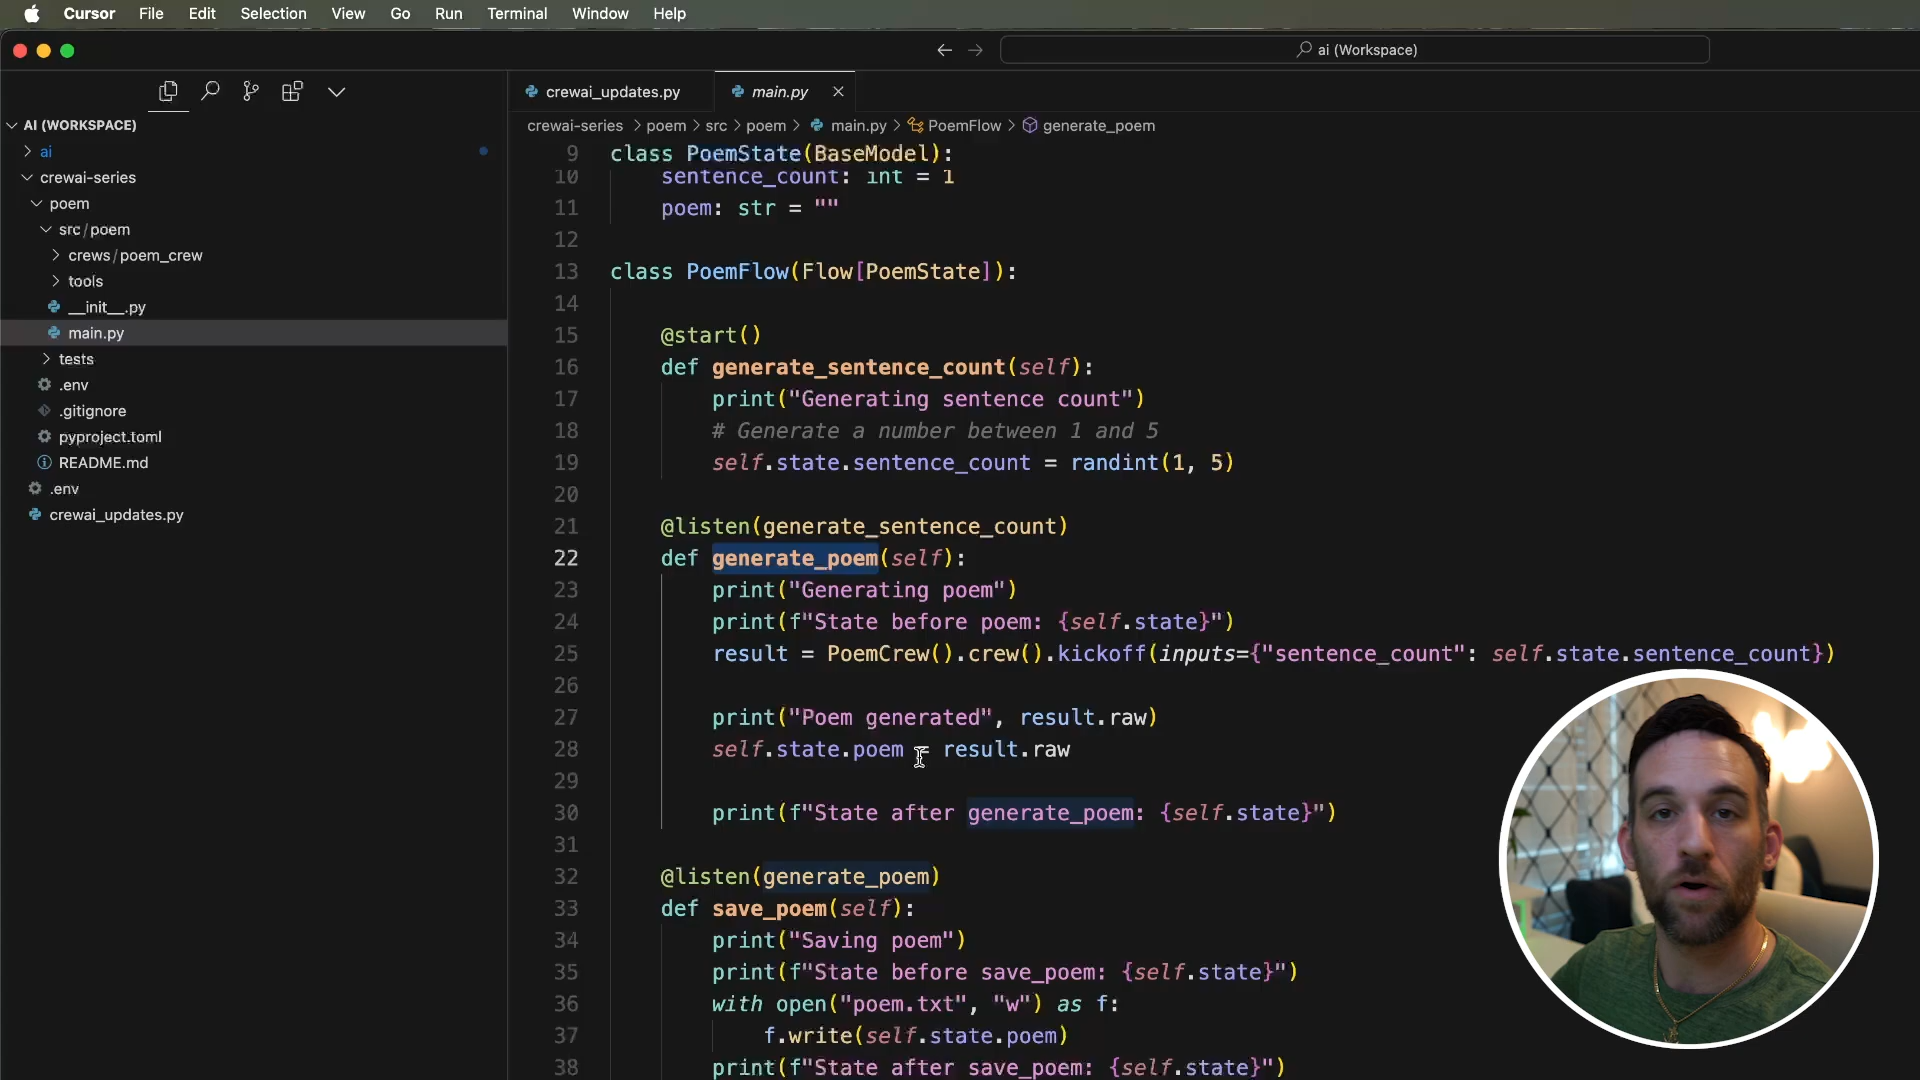 Cursor File Edit Selection View Go Run Terminal Window Help
ai (Workspace)
crewai_updates.py
main.py
AI (WORKSPACE)
ai
crewai-series
poem
src/poem
crews/poem_crew
tools
__init__.py
main.py
tests
.env
.gitignore
pyproject.toml
README.md
.env
crewai_updates.py
crewai-series > poem > src > poem > main.py > PoemFlow > generate_poem
9 class PoemState(BaseModel):
10 sentence_count: int = 1
11 poem: str = ""
12
13 class PoemFlow(Flow[PoemState]):
14
15 @start()
16 def generate_sentence_count(self):
17 print("Generating sentence count")
18 # Generate a number between 1 and 5
19 self.state.sentence_count = randint(1, 5)
20
21 @listen(generate_sentence_count)
22 def generate_poem(self):
23 print("Generating poem")
24 print(f"State before poem: {self.state}")
25 result = PoemCrew().crew().kickoff(inputs={"sentence_count": self.state.sentence_count})
26
27 print("Poem generated", result.raw)
28 self.state.poem = result.raw
29
30 print(f"State after generate_poem: {self.state}")
31
32 @listen(generate_poem)
33 def save_poem(self):
34 print("Saving poem")
35 print(f"State before save_poem: {self.state}")
36 with open("poem.txt", "w") as f:
37 f.write(self.state.poem)
38 print(f"State after save_poem: {self.state}")